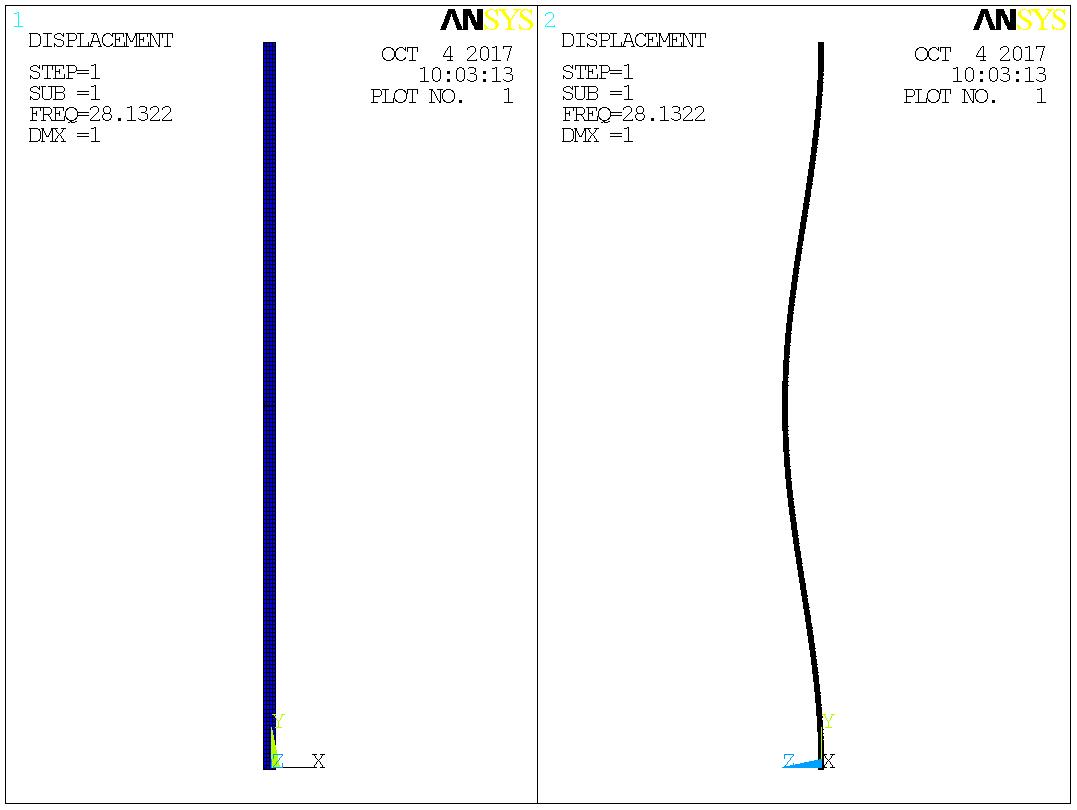 1
ANSYS
DISPLACEMENT
STEP=1
SUB =1
FREQ=28.1322
DMX =1
OCT  4 2017
10:03:13
PLOT NO.   1
Y
Z
X
2
ANSYS
DISPLACEMENT
STEP=1
SUB =1
FREQ=28.1322
DMX =1
OCT  4 2017
10:03:13
PLOT NO.   1
Y
Z
X